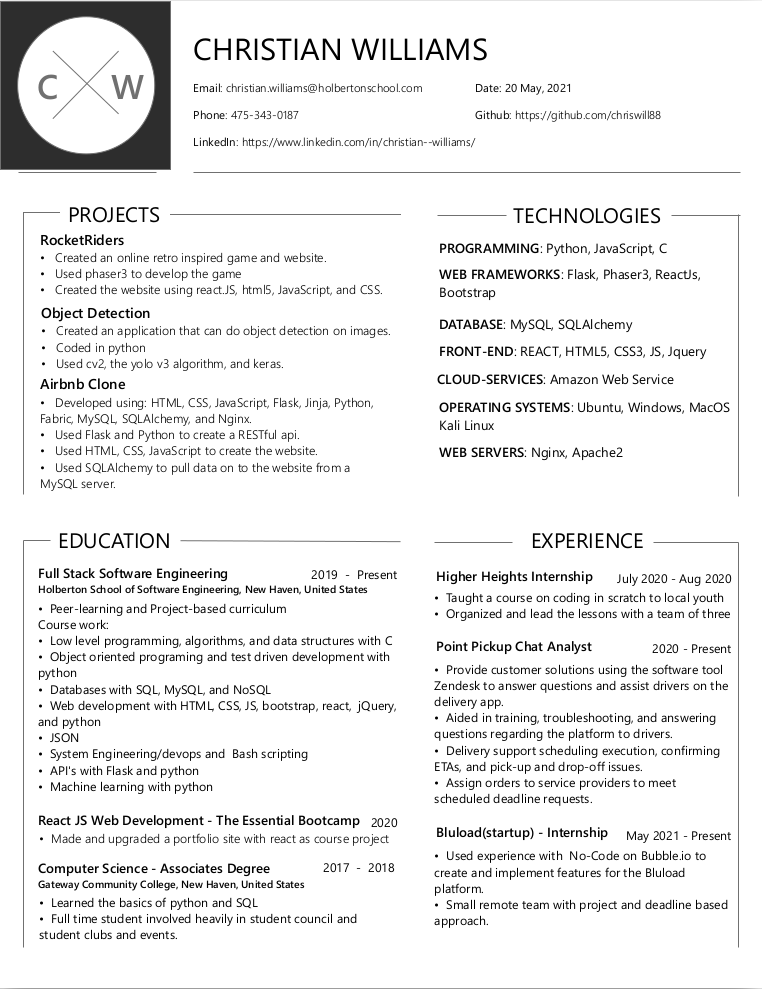 C W
CHRISTIAN WILLIAMS
Email: christian.williams@holbertonschool.com
Date: 20 May, 2021
Phone: 475-343-0187
Github: https://github.com/chriswill88
LinkedIn: https://www.linkedin.com/in/christian--williams/
PROJECTS
RocketRiders
• Created an online retro inspired game and website.
• Used phaser3 to develop the game
• Created the website using react.JS, html5, JavaScript, and CSS.
Object Detection
• Created an application that can do object detection on images.
• Coded in python
• Used cv2, the yolo v3 algorithm, and keras.
Airbnb Clone
• Developed using: HTML, CSS, JavaScript, Flask, Jinja, Python,
Fabric, MySQL, SQLAlchemy, and Nginx.
• Used Flask and Python to create a RESTful api.
• Used HTML, CSS, JavaScript to create the website.
• Used SQLAlchemy to pull data on to the website from a
MySQL server.
TECHNOLOGIES
PROGRAMMING: Python, JavaScript, C
WEB FRAMEWORKS: Flask, Phaser3, ReactJs,
Bootstrap
DATABASE: MySQL, SQLAlchemy
FRONT-END: REACT, HTML5, CSS3, JS, Jquery
CLOUD-SERVICES: Amazon Web Service
OPERATING SYSTEMS: Ubuntu, Windows, MacOS
Kali Linux
WEB SERVERS: Nginx, Apache2
EDUCATION
Full Stack Software Engineering 2019 - Present
Holberton School of Software Engineering, New Haven, United States
• Peer-learning and Project-based curriculum
Course work:
• Low level programming, algorithms, and data structures with C
• Object oriented programing and test driven development with
python
• Databases with SQL, MySQL, and NoSQL
• Web development with HTML, CSS, JS, bootstrap, react, jQuery,
and python
• JSON
• System Engineering/devops and Bash scripting
• API's with Flask and python
• Machine learning with python
React JS Web Development - The Essential Bootcamp 2020
• Made and upgraded a portfolio site with react as course project
Computer Science - Associates Degree 2017 - 2018
Gateway Community College, New Haven, United States
• Learned the basics of python and SQL
• Full time student involved heavily in student council and
student clubs and events.
EXPERIENCE
Higher Heights Internship July 2020 - Aug 2020
• Taught a course on coding in scratch to local youth
• Organized and lead the lessons with a team of three
Point Pickup Chat Analyst 2020 - Present
• Provide customer solutions using the software tool
Zendesk to answer questions and assist drivers on the
delivery app.
• Aided in training, troubleshooting, and answering
questions regarding the platform to drivers.
• Delivery support scheduling execution, confirming
ETAs, and pick-up and drop-off issues.
• Assign orders to service providers to meet
scheduled deadline requests.
Bluload(startup) - Internship May 2021 - Present
• Used experience with No-Code on Bubble.io to
create and implement features for the Bluload
platform.
• Small remote team with project and deadline based
approach.